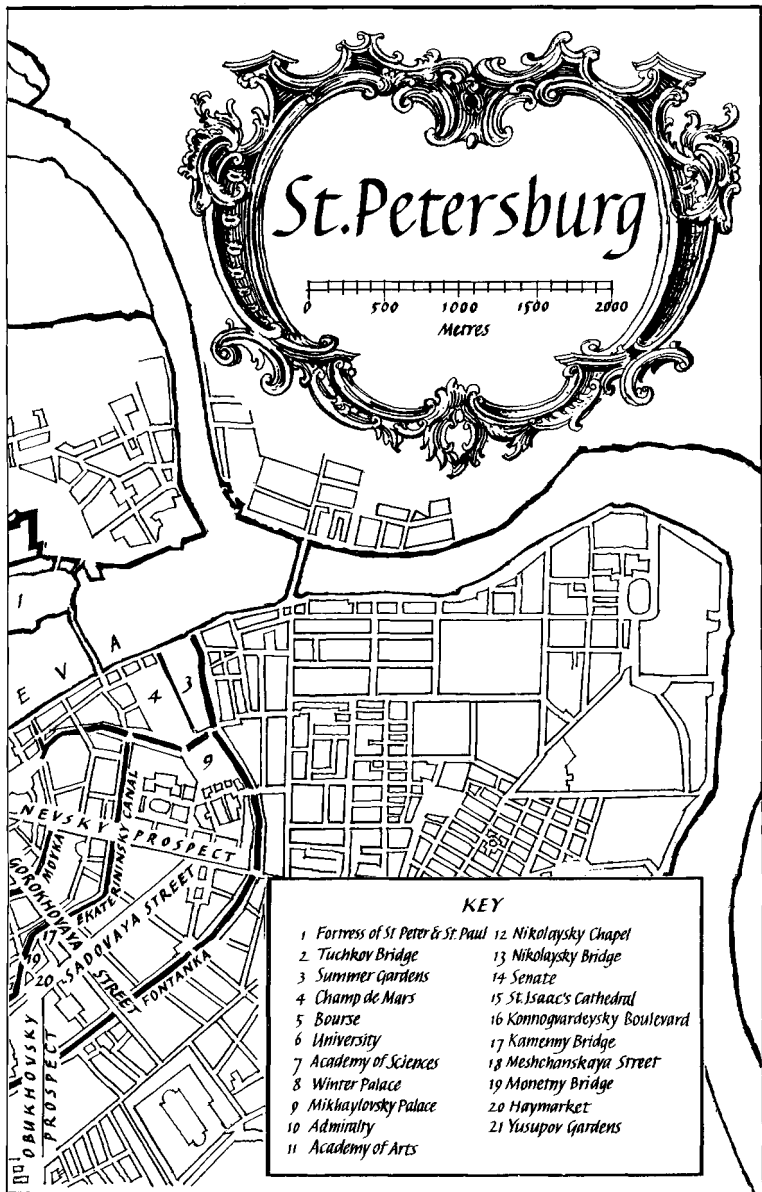 St. Petersburg
0 500 1000 1500 2000
Metres
1
E V A
4 3
9
NEVSKY PROSPECT
MOYKA
EKATERININSKY CANAL
GOROKHOVAYA STREET
SADOVAYA STREET
FONTANKA
17
19
20
OBUKHOVSKY PROSPECT
KEY
1 Fortress of St Peter & St. Paul
2 Tuchkov Bridge
3 Summer Gardens
4 Champ de Mars
5 Bourse
6 University
7 Academy of Sciences
8 Winter Palace
9 Mikhaylovsky Palace
10 Admiralty
11 Academy of Arts
12 Nikolaysky Chapel
13 Nikolaysky Bridge
14 Senate
15 St. Isaac's Cathedral
16 Konnogvardeysky Boulevard
17 Kamenny Bridge
18 Meshchanskaya Street
19 Monetny Bridge
20 Haymarket
21 Yusupov Gardens